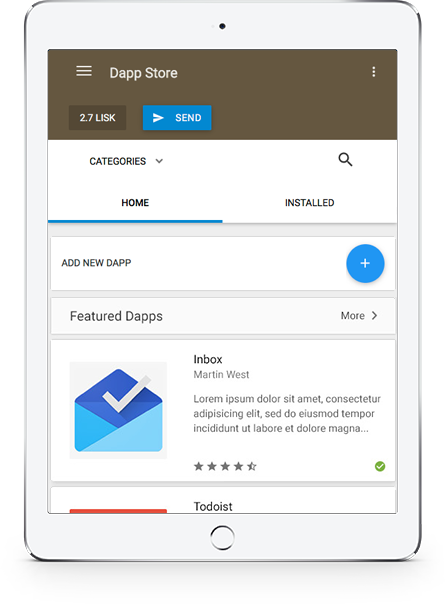 Dapp Store
2.7 LISK
SEND
CATEGORIES
HOME
INSTALLED
ADD NEW DAPP
Featured Dapps
More
Inbox
Martin West
Lorem ipsum dolor sit amet, consectetur
adipisicing elit, sed do eiusmod tempor
incididunt ut labore et dolore magna...
Todoist